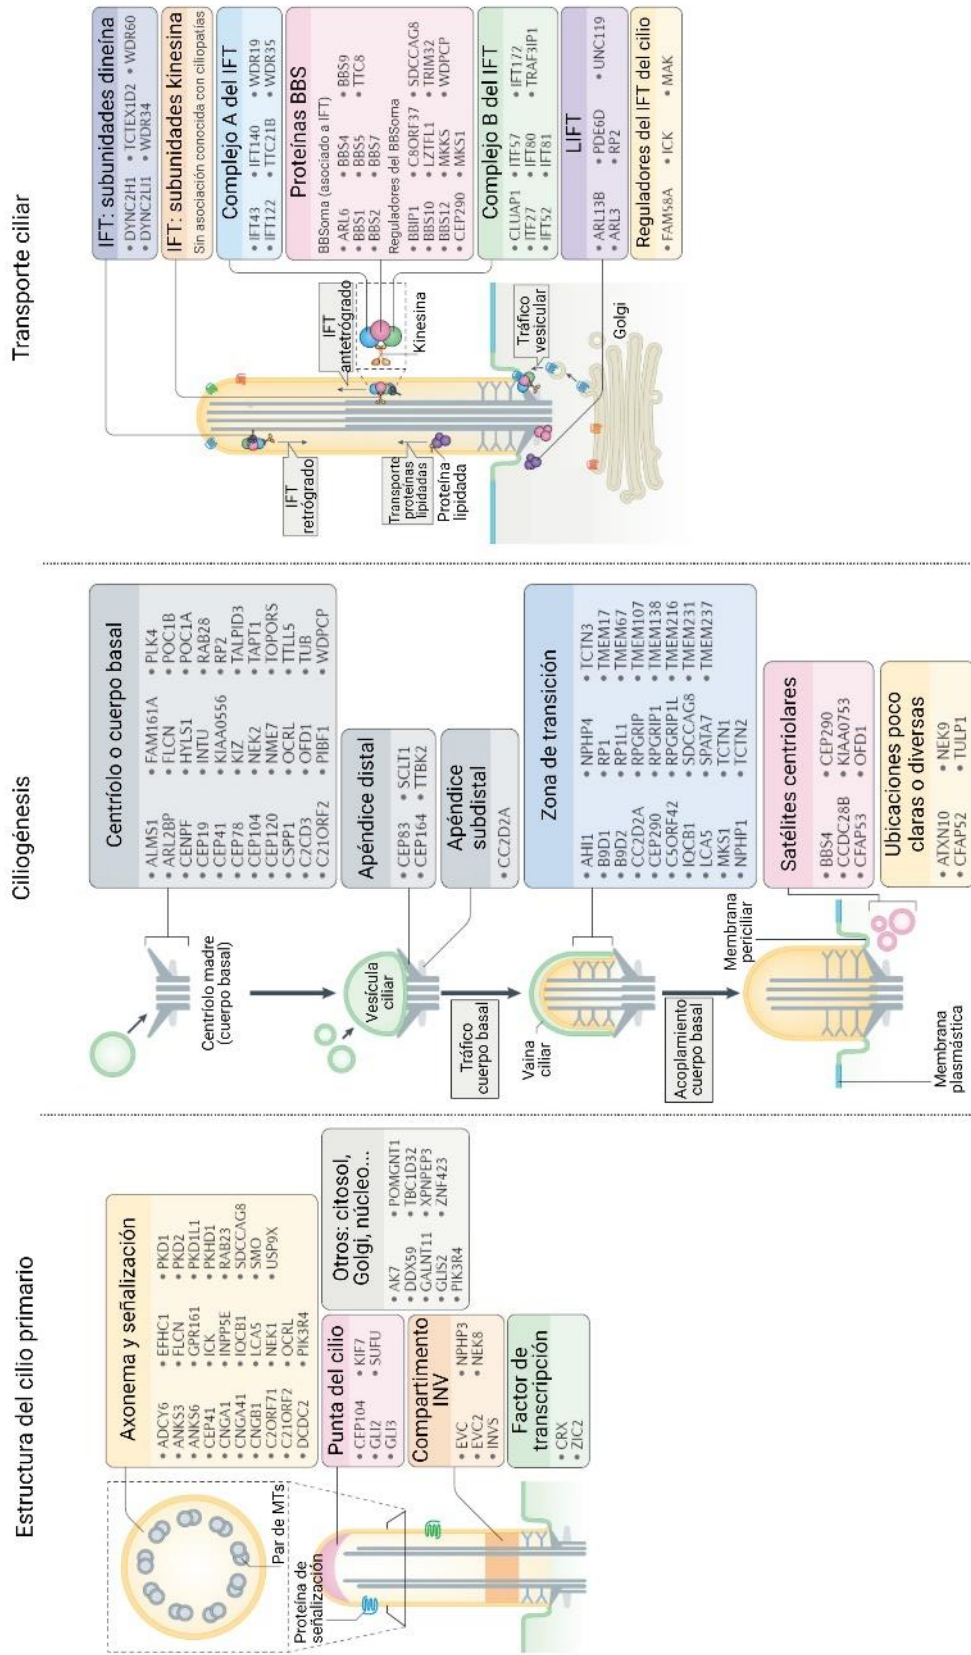 Estructura del cilio primario
Axonema y señalización
• ADCY6
• ANKS3
• ANKS6
• CEP41
• CNGA1
• CNGA41
• CNGB1
• C2ORF71
• C21ORF2
• DCDC2
• EFHC1
• FLCN
• GPR161
• ICK
• INPP5E
• IQCB1
• LCA5
• NEK1
• OCRL
• PIK3R4
• PKD1
• PKD2
• PKD1L1
• PKHD1
• RAB23
• SDCCAG8
• SMO
• USP9X
Par de MTs
Proteína de
señalización
Punta del cilio
• CEP104
• GLI2
• GLI3
• KIF7
• SUFU
Otros: citosol,
Golgi, núcleo...
• AK7
• DDX59
• GALNT11
• GLIS2
• PIK3R4
• POMGNT1
• TBC1D32
• XPNPEP3
• ZNF423
Compartimento
INV
• EVC
• EVC2
• INVS
• NPHP3
• NEK8
Factor de
transcripción
• CRX
• ZIC2
Ciliogénesis
Centríolo o cuerpo basal
• ALMS1
• ARL2BP
• CENPF
• CEP19
• CEP41
• CEP78
• CEP104
• CEP120
• CSPP1
• C2CD3
• C21ORF2
• FAM161A
• FLCN
• HYLS1
• INTU
• KIAA0556
• KIZ
• NEK2
• NIME7
• OCRL
• OFD1
• PIBF1
• PLK4
• POC1B
• POC1A
• RAB28
• RP2
• TALPID3
• TAPT1
• TOPORS
• TTLL5
• TUB
• WDPCP
Centríolo madre
(cuerpo basal)
Apéndice distal
• CEP83
• CEP164
• SCLT1
• TTBK2
Vesícula
ciliar
Apéndice
subdistal
• CC2D2A
Tráfico
cuerpo basal
Zona de transición
• AHI1
• B9D1
• B9D2
• CC2D2A
• CEP290
• C5ORF42
• IQCB1
• LCA5
• MKS1
• NPHP1
• NPHP4
• RP1
• RP1L1
• RPGRIP
• RPGRIP1
• RPGRIP1L
• SDCCAG8
• SPATA7
• TCTN1
• TCTN2
• TCTN3
• TMEM17
• TMEM67
• TMEM107
• TMEM138
• TMEM216
• TMEM231
• TMEM237
Vaina
ciliar
Acoplamiento
cuerpo basal
Membrana
periciliar
Satélites centriolares
• BBS4
• CCDC28B
• CFAP53
• CEP290
• KIAA0753
• OFD1
Ubicaciones poco
claras o diversas
• ATXN10
• CFAP52
• NEK9
• TULP1
Membrana
plasmástica
Transporte ciliar
IFT: subunidades dineína
• DYNC2H1
• DYNC2LI1
• TCTEX1D2
• WDR34
• WDR60
IFT: subunidades kinesina
Sin asociación conocida con ciliopatías
Complejo A del IFT
• IFT43
• IFT122
• IFT140
• TTC21B
• WDR19
• WDR35
Proteínas BBS
BBSoma (asociado a IFT)
• ARL6
• BBS1
• BBS2
• BBS4
• BBS5
• BBS7
• BBS9
• TTC8
Reguladores del BBSoma
• BBIP1
• BBS10
• BBS12
• CEP290
• C8ORF37
• LZTFL1
• MKKS
• MKS1
• SDCCAG8
• TRIM32
• WDPCP
Complejo B del IFT
• CLUAP1
• ITF27
• IFT52
• ITF57
• IFT80
• IFT81
• IFT172
• TRAF3IP1
LIFT
• ARL13B
• ARL3
• PDE6D
• RP2
• UNC119
Reguladores del IFT del cilio
• FAM58A
• ICK
• MAK
IFT
antetrógrado
Kinesina
IFT
retrógrado
Transporte
proteínas
lipidadas
Proteína
lipidada
Tráfico
vesicular
Golgi